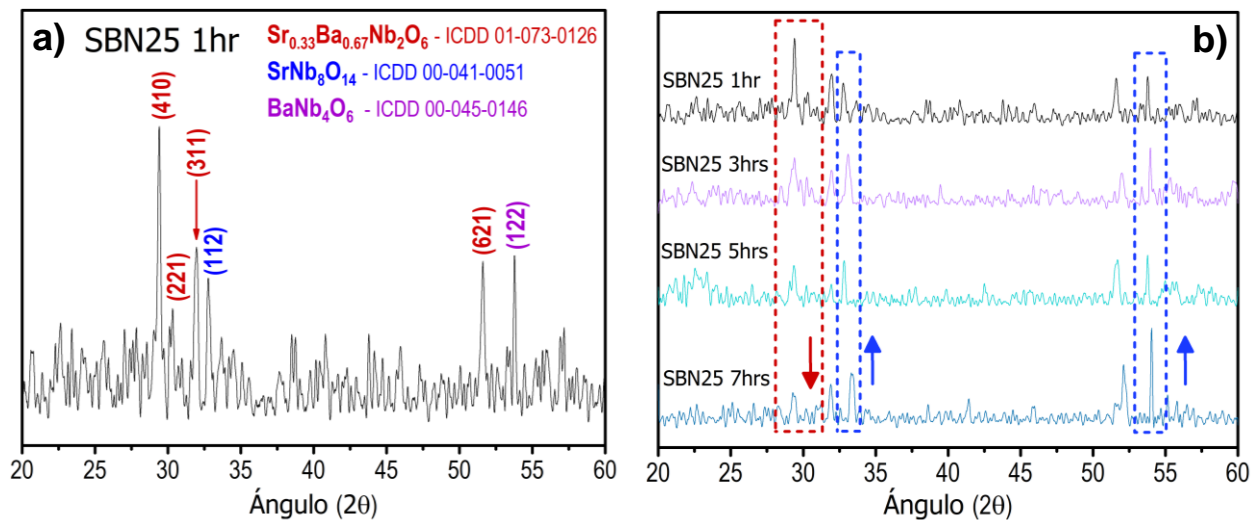 a) SBN25 1hr
Sr0.33Ba0.67Nb2O6 - ICDD 01-073-0126
SrNb8O14 - ICDD 00-041-0051
BaNb4O6 - ICDD 00-045-0146
(410)
(221)
(311)
(112)
(621)
(122)
20 25 30 35 40 45 50 55 60
Ángulo (2θ)
b)
SBN25 1hr
SBN25 3hrs
SBN25 5hrs
SBN25 7hrs
20 25 30 35 40 45 50 55 60
Ángulo (2θ)